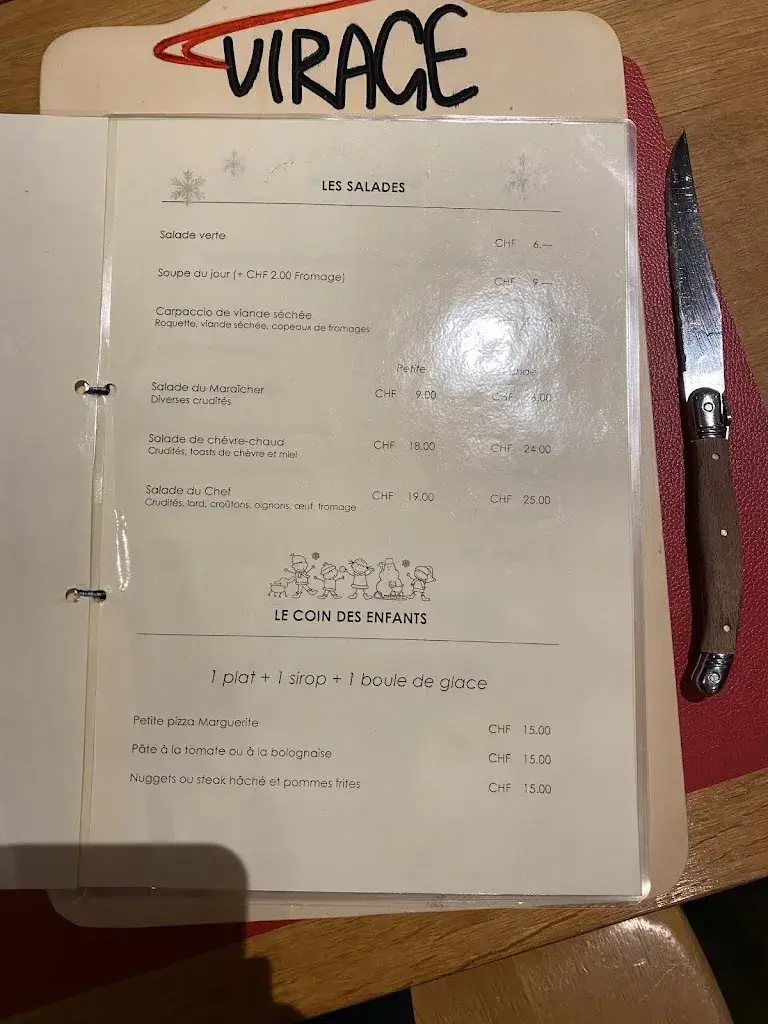 VIRAGE
LES SALADES
Salade verte CHF 6.—
Soupe du jour (+ CHF 2.00 Fromage) CHF 9.—
Carpaccio de viande séchée
Roquette, viande séchée, copeaux de fromages
Petite
Salade du Maraîcher CHF 9.00 CHF
Diverses crudités
Salade de chèvre-chaud CHF 18.00 CHF 24.00
Crudités, toasts de chèvre et miel
Salade du Chef CHF 19.00 CHF 25.00
Crudités, lard, croûtons, oignons, œuf, fromage
LE COIN DES ENFANTS
1 plat + 1 sirop + 1 boule de glace
Petite pizza Marguerite CHF 15.00
Pâte à la tomate ou à la bolognaise CHF 15.00
Nuggets ou steak hâché et pommes frites CHF 15.00